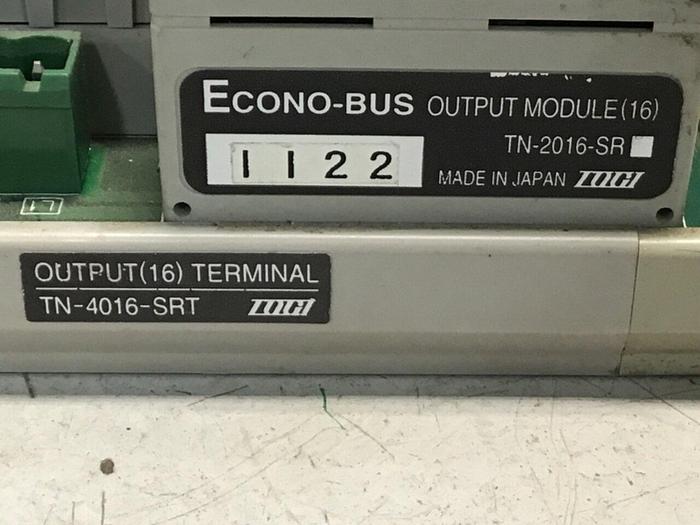 ECONO-BUS OUTPUT MODULE (16)
TN-2016-SR
1122
MADE IN JAPAN TOGI
L1
OUTPUT(16) TERMINAL
TN-4016-SRT TOGI